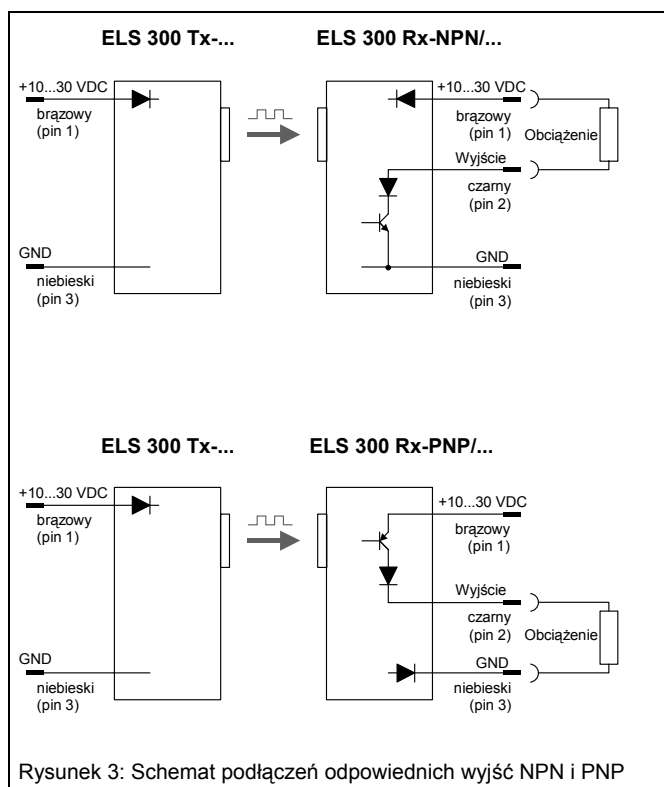 ELS 300 Tx-...
ELS 300 Rx-NPN/...
+10...30 VDC
brązowy
(pin 1)
GND
niebieski
(pin 3)
+10...30 VDC
brązowy
(pin 1)
Obciążenie
Wyjście
czarny
(pin 2)
GND
niebieski
(pin 3)
ELS 300 Tx-...
ELS 300 Rx-PNP/...
+10...30 VDC
brązowy
(pin 1)
GND
niebieski
(pin 3)
+10...30 VDC
brązowy
(pin 1)
Wyjście
czarny
(pin 2)
Obciążenie
GND
niebieski
(pin 3)
Rysunek 3: Schemat podłączeń odpowiednich wyjść NPN i PNP